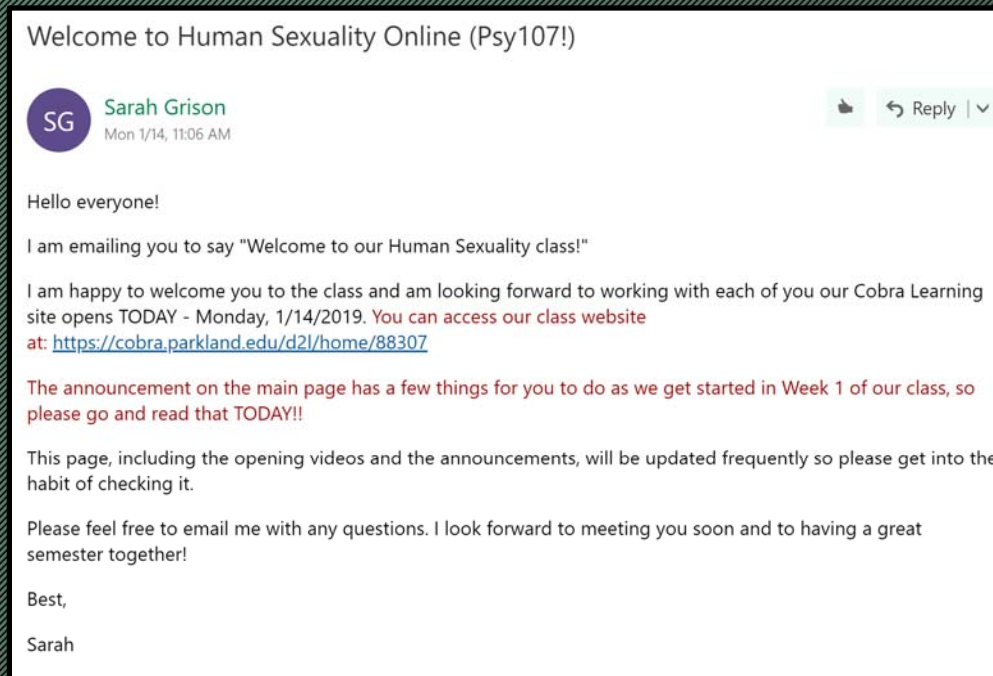 Welcome to Human Sexuality Online (Psy107!)
SG
Sarah Grison
Mon 1/14, 11:06 AM
Reply
Hello everyone!
I am emailing you to say "Welcome to our Human Sexuality class!"
I am happy to welcome you to the class and am looking forward to working with each of you our Cobra Learning
site opens TODAY - Monday, 1/14/2019. You can access our class website
at: https://cobra.parkland.edu/d2l/home/88307
The announcement on the main page has a few things for you to do as we get started in Week 1 of our class, so
please go and read that TODAY!!
This page, including the opening videos and the announcements, will be updated frequently so please get into the
habit of checking it.
Please feel free to email me with any questions. I look forward to meeting you soon and to having a great
semester together!
Best,
Sarah